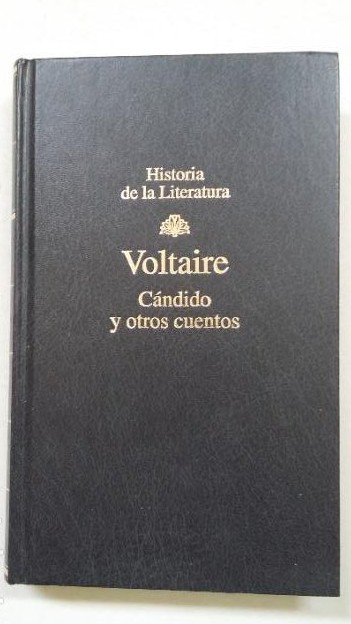 Historia
de la Literatura
Voltaire
Cándido
y otros cuentos